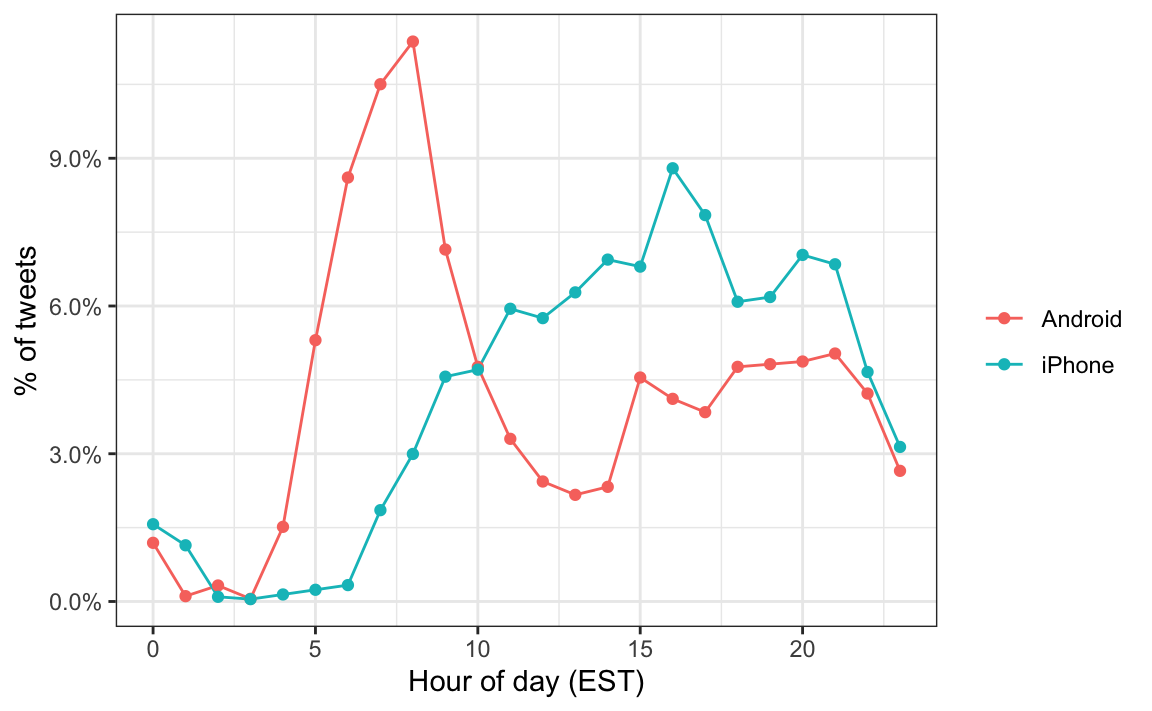 % of tweets
9.0%
6.0%
3.0%
0.0%
0 5 10 15 20
Hour of day (EST)
Android
iPhone